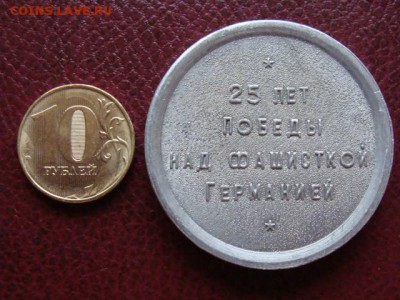 COINS.LAVE.RU
10
РУБЛЕЙ
*
25 ЛЕТ
ПОБЕДЫ
НАД ФАШИСТКОЙ
ГЕРМАНИЕЙ
*